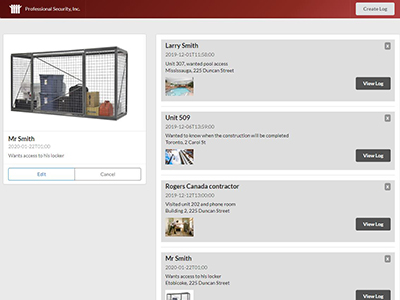 Professional Security, Inc.
Create Log
Mr Smith
2020-01-22T01:00
Wants access to his locker
Edit
Cancel
Larry Smith
2019-12-01T11:58:00
Unit 307, wanted pool access
Mississauga, 225 Duncan Street
View Log
Unit 509
2019-12-06T13:59:00
Wanted to know when the construction will be completed
Toronto, 2 Carol St
View Log
Rogers Canada contractor
2019-12-12T13:00:00
Visited unit 202 and phone room
Building 2, 225 Duncan Street
View Log
Mr Smith
2020-01-22T01:00
Wants access to his locker
Etobicoke, 225 Duncan Street
View Log